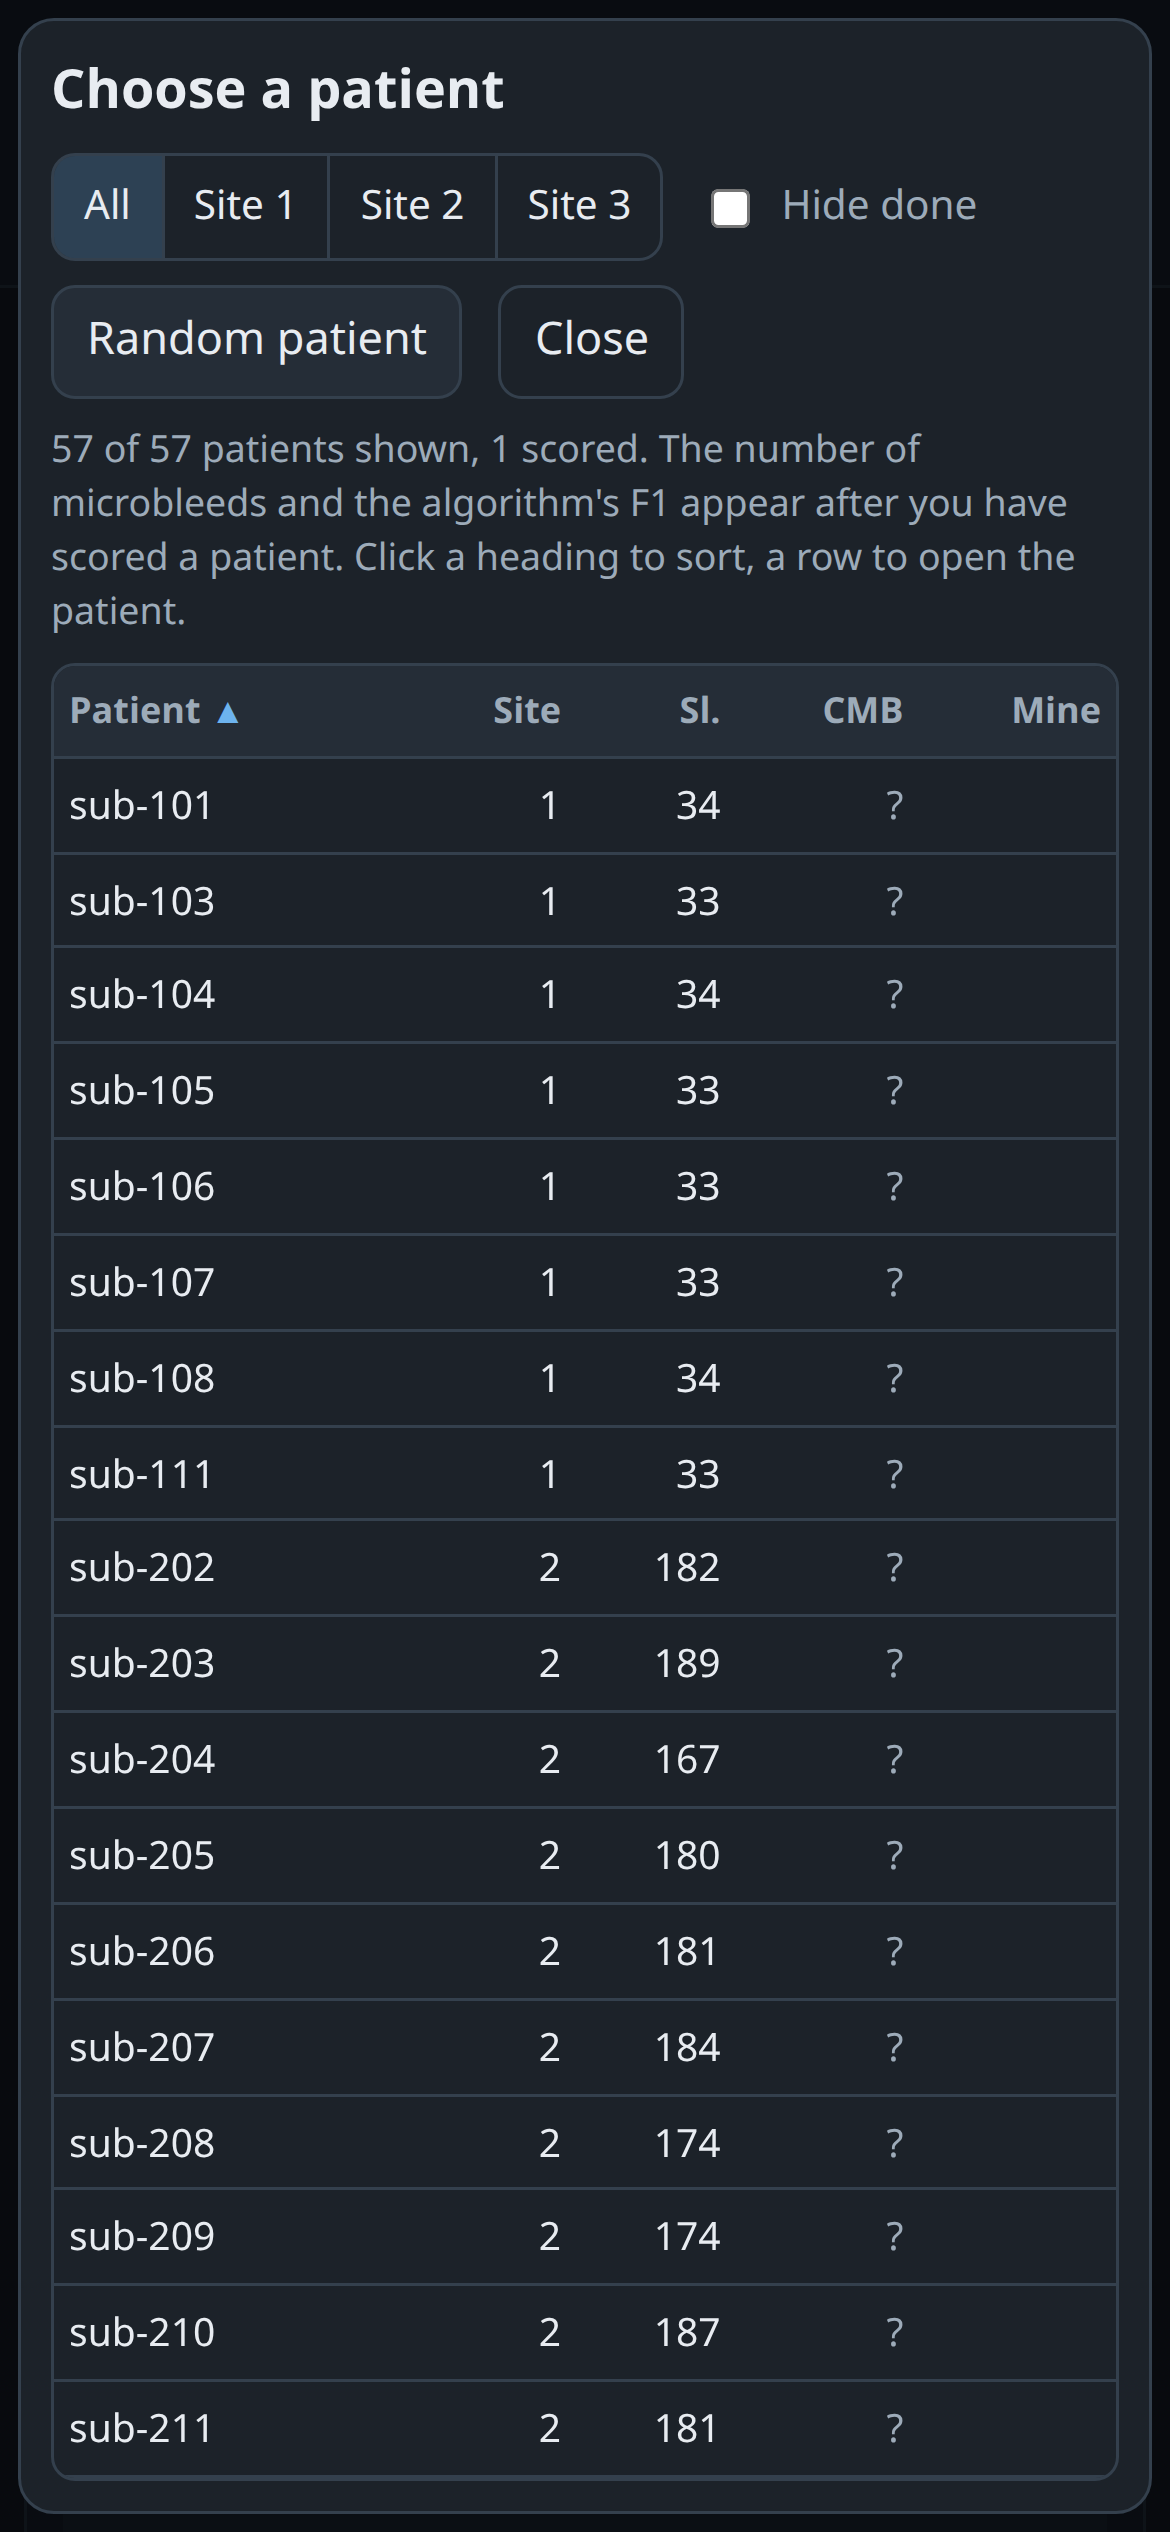 Choose a patient
All Site 1 Site 2 Site 3 Hide done
Random patient Close
57 of 57 patients shown, 1 scored. The number of
microbleeds and the algorithm's F1 appear after you have
scored a patient. Click a heading to sort, a row to open the
patient.
Patient ▲ Site Sl. CMB Mine
sub-101 1 34 ?
sub-103 1 33 ?
sub-104 1 34 ?
sub-105 1 33 ?
sub-106 1 33 ?
sub-107 1 33 ?
sub-108 1 34 ?
sub-111 1 33 ?
sub-202 2 182 ?
sub-203 2 189 ?
sub-204 2 167 ?
sub-205 2 180 ?
sub-206 2 181 ?
sub-207 2 184 ?
sub-208 2 174 ?
sub-209 2 174 ?
sub-210 2 187 ?
sub-211 2 181 ?